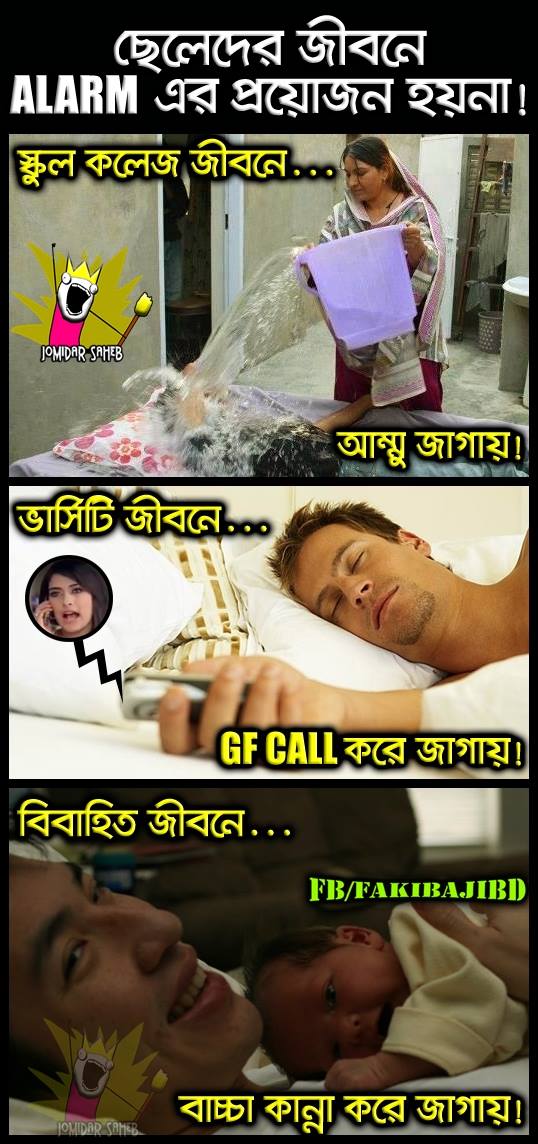 ছেলেদের জীবনে
ALARM এর প্রয়োজন হয়না!
স্কুল কলেজ জীবনে...
JOMIDAR SAHEB
আম্মু জাগায়!
ভার্সিটি জীবনে...
GF CALL করে জাগায়!
বিবাহিত জীবনে...
FB/FAKIBAJIBD
JOMIDAR SAHEB
বাচ্চা কান্না করে জাগায়!